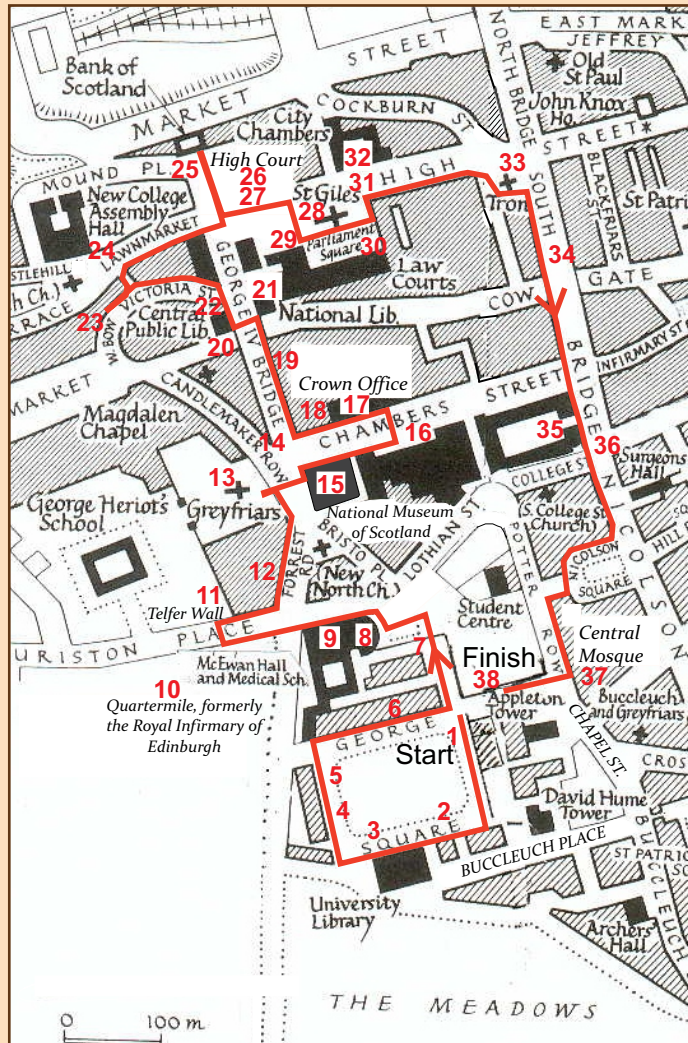 EAST MARK
JEFFREY
STREET
NORTH BRIDGE
Bank of
Scotland
Old
St Paul
MARKET
COCKBURN ST
John Knox
Ho.
City
Chambers
STREET*
33
32
HIGH
High Court
MOUND PL
25
26
27
31
St Giles
28
Tron
BLACKFRIARS
ST
St Patri
New College
Assembly
Hall
SOUTH
BRIDGE
29
Parliament
Square
30
34
24
LAWNMARKET
STLEHILL
h Ch.)
GEORGE
IV BRIDGE
Law
Courts
GATE
VICTORIA ST
21
22
COW
RRACE
23
W. BOW
Central
Public Lib.
National Lib.
INFIRMARY ST
20
19
MARKET
CANDLEMAKER ROW
Crown Office
STREET
Magdalen
Chapel
18
17
CHAMBERS
16
14
35
36
Surgeons
Hall
13
15
COLLEGE ST
Greyfriars
George Heriot's
School
National Museum
of Scotland
(S. College St
Church)
NICOLSON
BRISTO PL
LOTHIAN ST
POTTER
ROW
HILL
12
FORREST
RD
(New
North Ch.)
NICOLSON
SQUARE
11
Telfer Wall
Student
Centre
URISTON PLACE
9
8
7
Central
Mosque
McEwan Hall
and Medical Sch.
Finish
38
37
10
Quartermile, formerly
the Royal Infirmary of
Edinburgh
Appleton
Tower
Buccleuch
and Greyfriars
6
GEORGE
1
CHAPEL ST.
Start
CROS
5
4
3
2
SQUARE
David Hume
Tower
BUCCLEUCH PLACE
BUCCLEUCH
ST PATRIC
University
Library
Archers'
Hall
THE MEADOWS
0 100 m